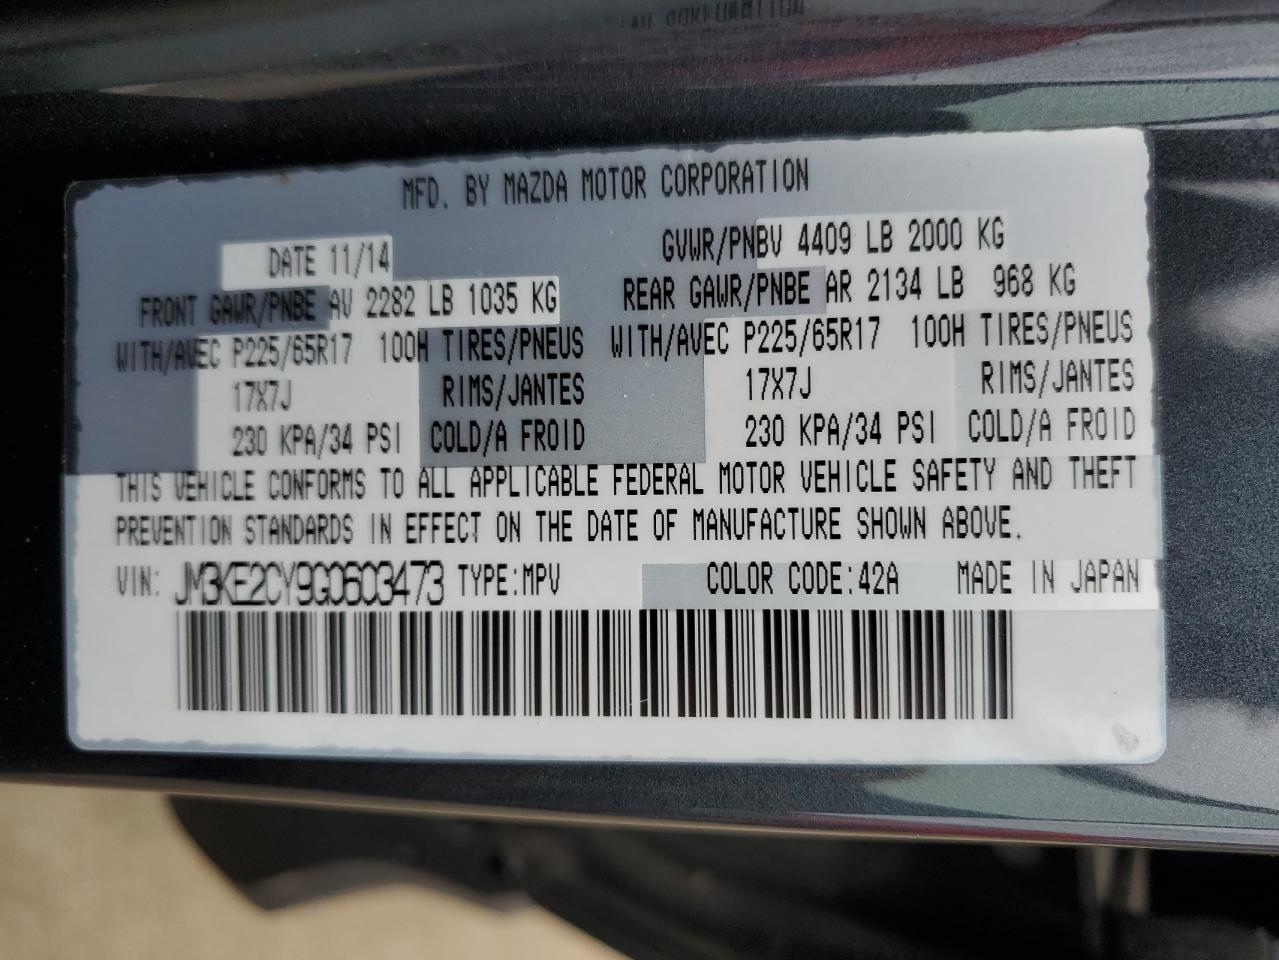 MFD. BY MAZDA MOTOR CORPORATION
DATE 11/14 GVWR/PNBV 4409 LB 2000 KG
FRONT GAWR/PNBE AV 2282 LB 1035 KG REAR GAWR/PNBE AR 2134 LB 968 KG
WITH/AVEC P225/65R17 100H TIRES/PNEUS WITH/AVEC P225/65R17 100H TIRES/PNEUS
17X7J RIMS/JANTES 17X7J RIMS/JANTES
230 KPA/34 PSI COLD/A FROID 230 KPA/34 PSI COLD/A FROID
THIS VEHICLE CONFORMS TO ALL APPLICABLE FEDERAL MOTOR VEHICLE SAFETY AND THEFT
PREVENTION STANDARDS IN EFFECT ON THE DATE OF MANUFACTURE SHOWN ABOVE.
VIN: JM3KE2CY9G0603473 TYPE:MPV COLOR CODE:42A MADE IN JAPAN